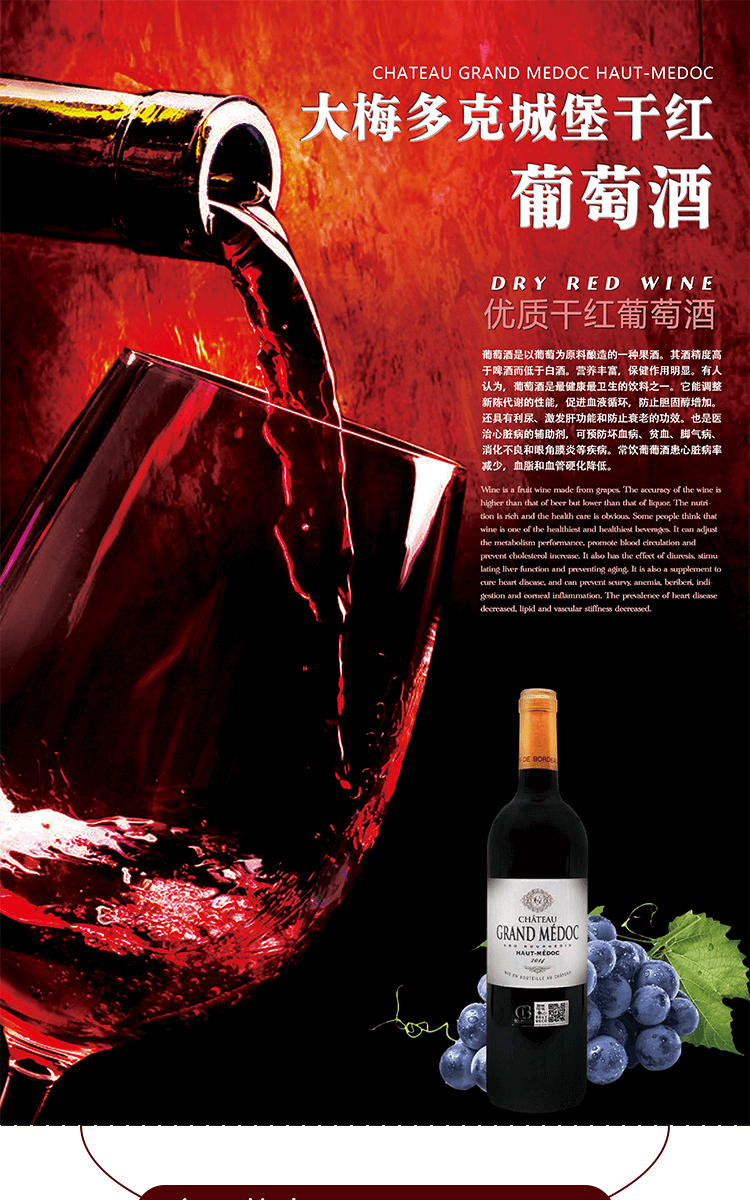 CHATEAU GRAND MEDOC HAUT-MEDOC
大梅多克城堡干红
葡萄酒
DRY RED WINE
优质干红葡萄酒
葡萄酒是以葡萄为原料酿造的一种果酒。其酒精度高
于啤酒而低于白酒。营养丰富，保健作用明显。有人
认为，葡萄酒是最健康最卫生的饮料之一。它能调整
新陈代谢的性能，促进血液循环，防止胆固醇增加。
还具有利尿、激发肝功能和防止衰老的功效。也是医
治心脏病的辅助剂，可预防坏血病、贫血、脚气病、
消化不良和眼角膜炎等疾病。常饮葡葡酒患心脏病率
减少，血脂和血管硬化降低。
Wine is a fruit wine made from grapes. The accuracy of the wine is
higher than that of beer but lower than that of liquor. The nutri-
tion is rich and the health care is obvious. Some people think that
wine is one of the healthiest and healthiest beverages. It can adjust
the metabolism performance, promote blood circulation and
prevent cholesterol increase. It also has the effect of diuresis, stimu-
lating liver function and preventing aging. It is also a supplement to
cure heart disease, and can prevent scurvy, anemia, beriberi, indi-
gestion and corneal inflammation. The prevalence of heart disease
decreased, lipid and vascular stiffness decreased.
DE BORDEA
CHÂTEAU
GRAND MÉDOC
CRU BOURGEOIS
HAUT-MÉDOC
2014
MIS EN BOUTEILLE AU CHÂTEAU